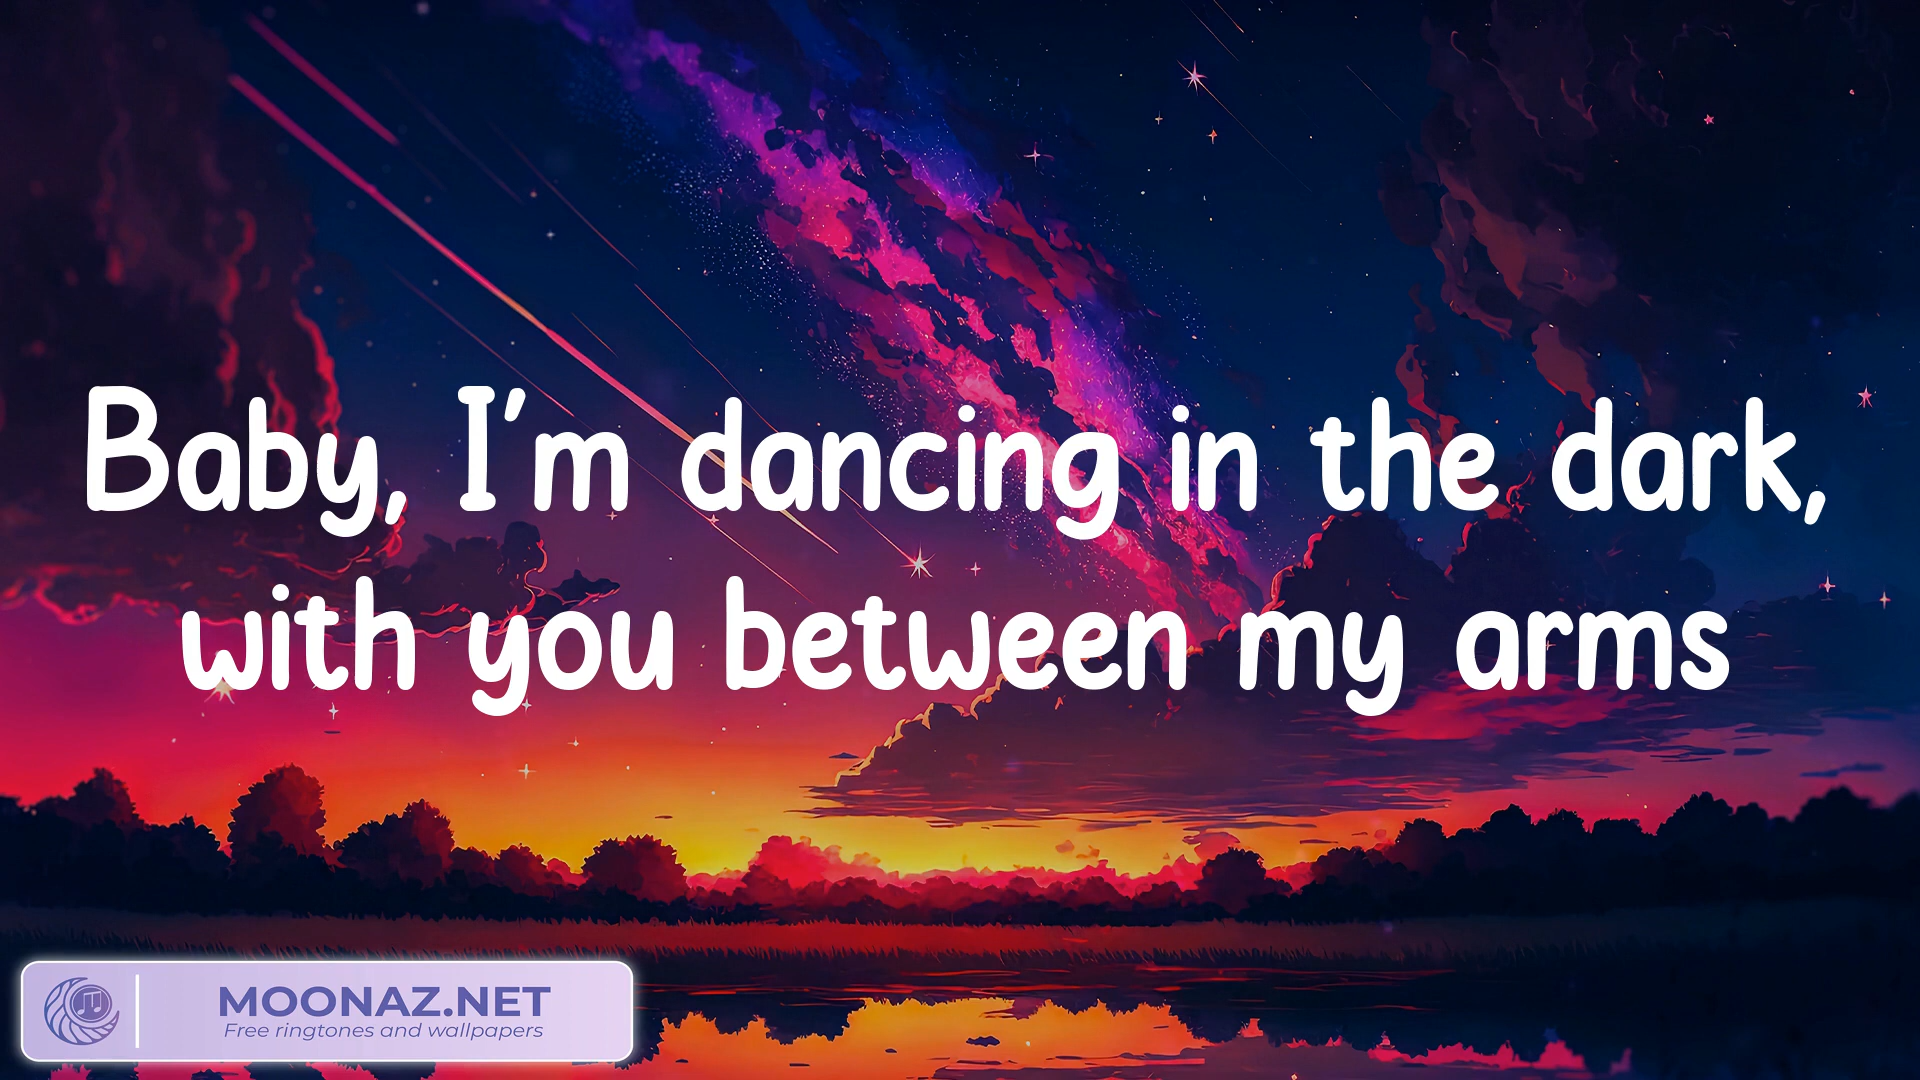 Baby, I'm dancing in the dark,
with you between my arms
MOONAZ.NET
Free ringtones and wallpapers